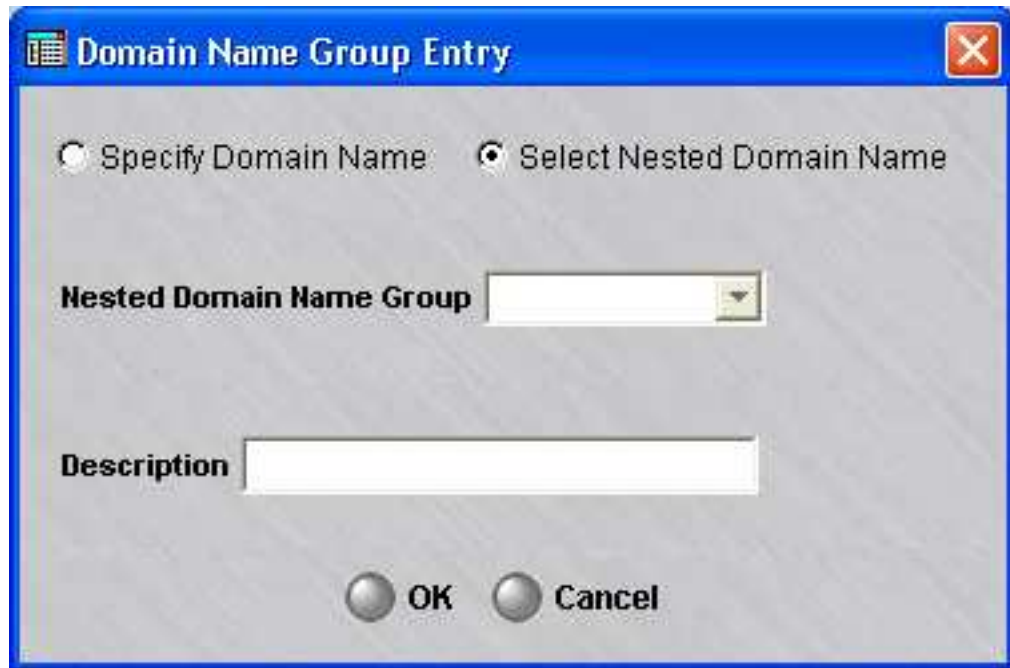 Domain Name Group Entry
Specify Domain Name Select Nested Domain Name
Nested Domain Name Group
Description
OK Cancel